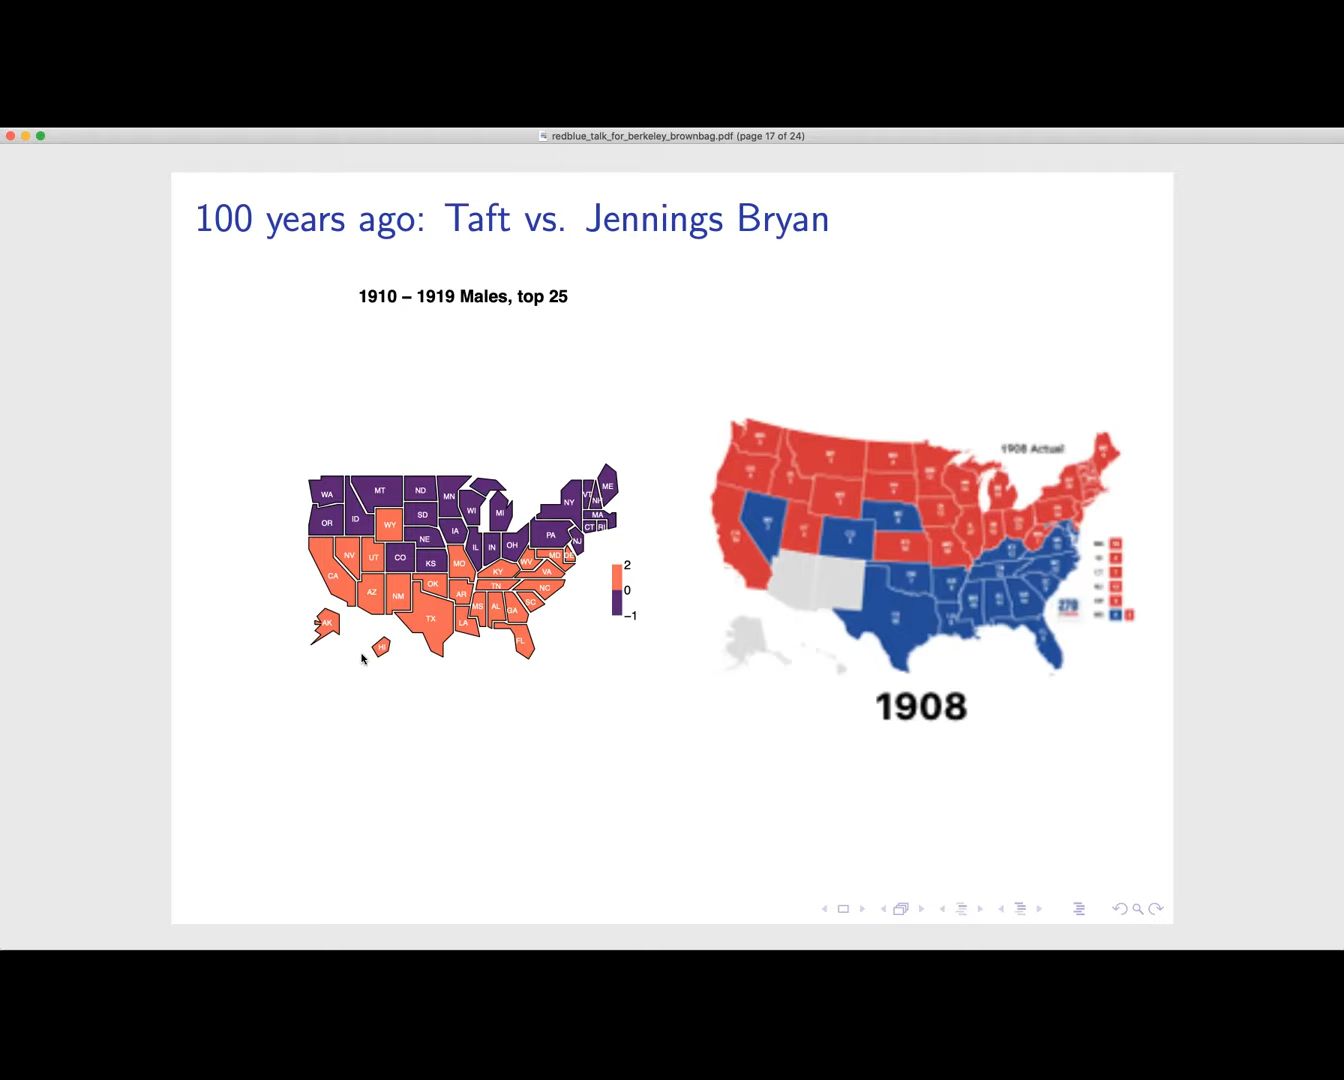 redblue_talk_for_berkeley_brownbag.pdf (page 17 of 24)
100 years ago: Taft vs. Jennings Bryan
1910 – 1919 Males, top 25
1908 Actual
WA
MT
ND
MN
WI
MI
NY
VT
NH
ME
OR
ID
WY
SD
IA
NE
IL
IN
OH
PA
MA
CT
RI
NJ
NV
UT
CO
KS
MO
KY
WV
MD
DE
VA
CA
AZ
NM
OK
AR
TN
NC
SC
MS
AL
GA
TX
LA
FL
AK
HI
2
0
−1
270
1908